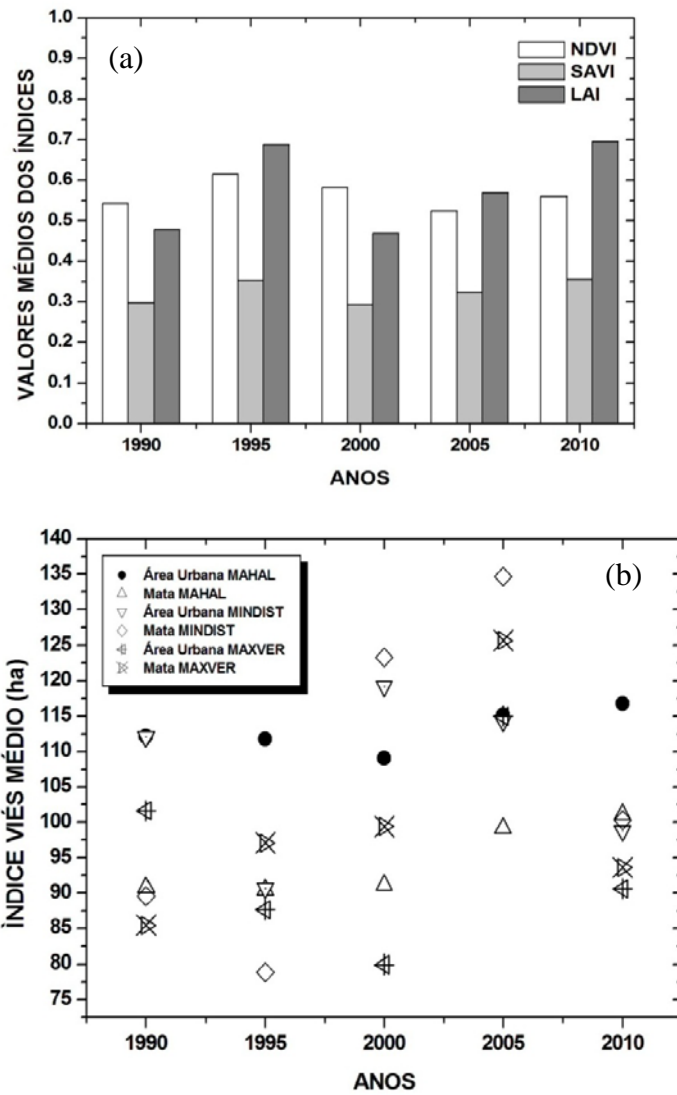 (a)
NDVI
SAVI
LAI
VALORES MÉDIOS DOS ÍNDICES
1.0
0.9
0.8
0.7
0.6
0.5
0.4
0.3
0.2
0.1
0.0
1990 1995 2000 2005 2010
ANOS
(b)
Área Urbana MAHAL
Mata MAHAL
Área Urbana MINDIST
Mata MINDIST
Área Urbana MAXVER
Mata MAXVER
ÍNDICE VIÉS MÉDIO (ha)
140
135
130
125
120
115
110
105
100
95
90
85
80
75
1990 1995 2000 2005 2010
ANOS